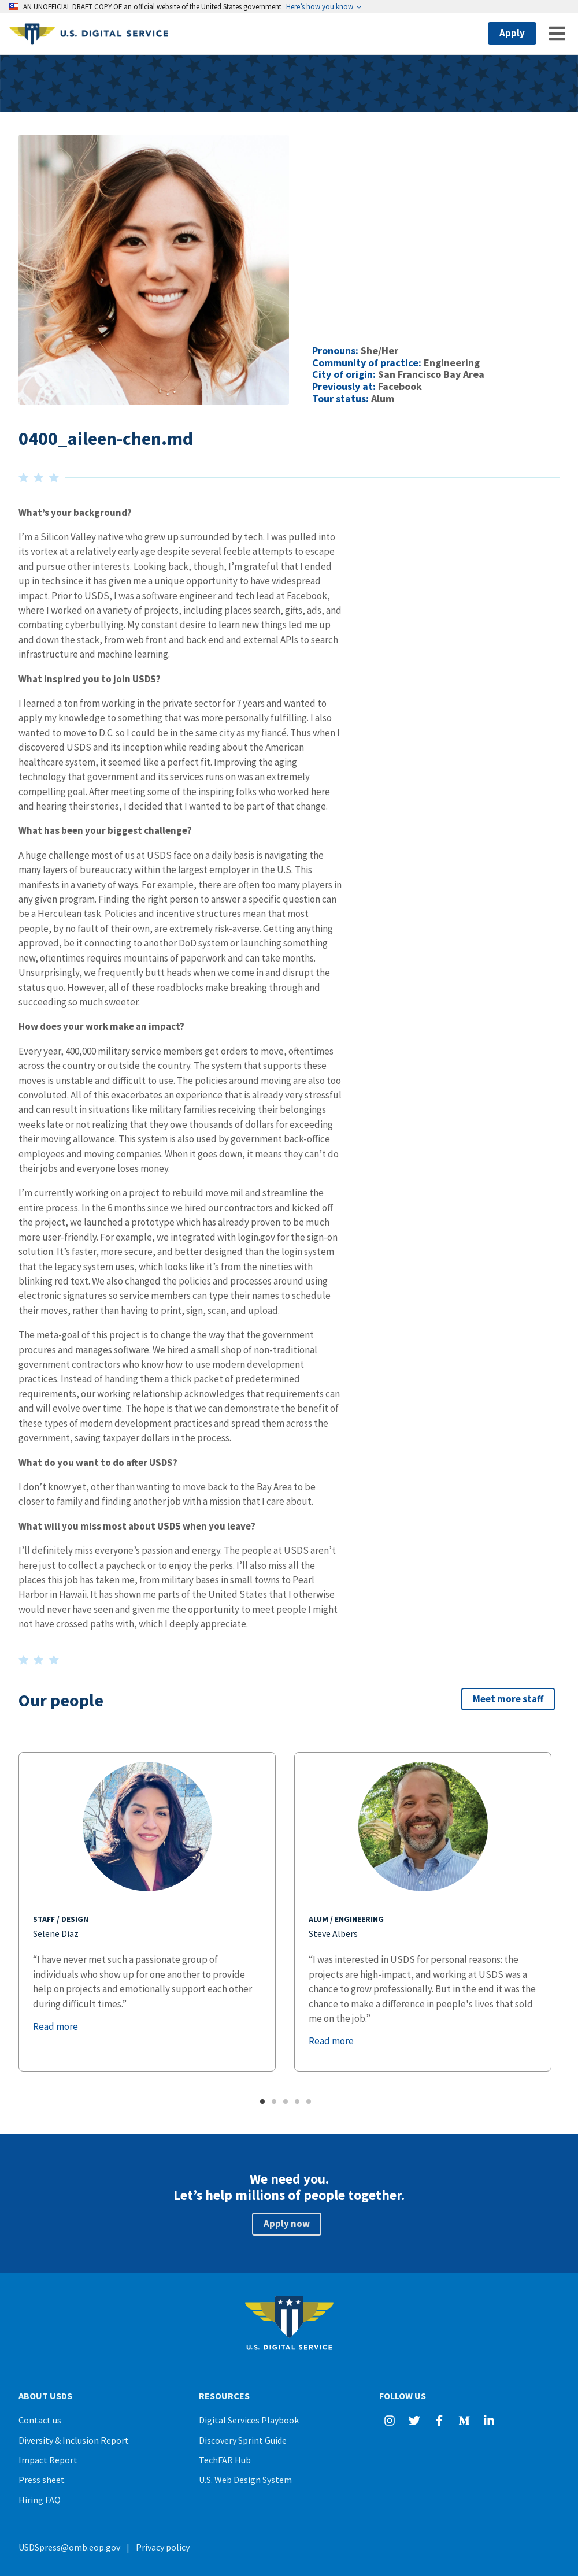 AN UNOFFICIAL DRAFT COPY OF an official website of the United States government Here's how you know
U.S. DIGITAL SERVICE
Apply
Pronouns: She/Her
Community of practice: Engineering
City of origin: San Francisco Bay Area
Previously at: Facebook
Tour status: Alum
0400_aileen-chen.md
What's your background?
I'm a Silicon Valley native who grew up surrounded by tech. I was pulled into
its vortex at a relatively early age despite several feeble attempts to escape
and pursue other interests. Looking back, though, I'm grateful that I ended
up in tech since it has given me a unique opportunity to have widespread
impact. Prior to USDS, I was a software engineer and tech lead at Facebook,
where I worked on a variety of projects, including places search, gifts, ads, and
combating cyberbullying. My constant desire to learn new things led me up
and down the stack, from web front and back end and external APIs to search
infrastructure and machine learning.
What inspired you to join USDS?
I learned a ton from working in the private sector for 7 years and wanted to
apply my knowledge to something that was more personally fulfilling. I also
wanted to move to D.C. so I could be in the same city as my fiancé. Thus when I
discovered USDS and its inception while reading about the American
healthcare system, it seemed like a perfect fit. Improving the aging
technology that government and its services runs on was an extremely
compelling goal. After meeting some of the inspiring folks who worked here
and hearing their stories, I decided that I wanted to be part of that change.
What has been your biggest challenge?
A huge challenge most of us at USDS face on a daily basis is navigating the
many layers of bureaucracy within the largest employer in the U.S. This
manifests in a variety of ways. For example, there are often too many players in
any given program. Finding the right person to answer a specific question can
be a Herculean task. Policies and incentive structures mean that most
people, by no fault of their own, are extremely risk-averse. Getting anything
approved, be it connecting to another DoD system or launching something
new, oftentimes requires mountains of paperwork and can take months.
Unsurprisingly, we frequently butt heads when we come in and disrupt the
status quo. However, all of these roadblocks make breaking through and
succeeding so much sweeter.
How does your work make an impact?
Every year, 400,000 military service members get orders to move, oftentimes
across the country or outside the country. The system that supports these
moves is unstable and difficult to use. The policies around moving are also too
convoluted. All of this exacerbates an experience that is already very stressful
and can result in situations like military families receiving their belongings
weeks late or not realizing that they owe thousands of dollars for exceeding
their moving allowance. This system is also used by government back-office
employees and moving companies. When it goes down, it means they can't do
their jobs and everyone loses money.
I'm currently working on a project to rebuild move.mil and streamline the
entire process. In the 6 months since we hired our contractors and kicked off
the project, we launched a prototype which has already proven to be much
more user-friendly. For example, we integrated with login.gov for the sign-on
solution. It's faster, more secure, and better designed than the login system
that the legacy system uses, which looks like it's from the nineties with
blinking red text. We also changed the policies and processes around using
electronic signatures so service members can type their names to schedule
their moves, rather than having to print, sign, scan, and upload.
The meta-goal of this project is to change the way that the government
procures and manages software. We hired a small shop of non-traditional
government contractors who know how to use modern development
practices. Instead of handing them a thick packet of predetermined
requirements, our working relationship acknowledges that requirements can
and will evolve over time. The hope is that we can demonstrate the benefit of
these types of modern development practices and spread them across the
government, saving taxpayer dollars in the process.
What do you want to do after USDS?
I don't know yet, other than wanting to move back to the Bay Area to be
closer to family and finding another job with a mission that I care about.
What will you miss most about USDS when you leave?
I'll definitely miss everyone's passion and energy. The people at USDS aren't
here just to collect a paycheck or to enjoy the perks. I'll also miss all the
places this job has taken me, from military bases in small towns to Pearl
Harbor in Hawaii. It has shown me parts of the United States that I otherwise
would never have seen and given me the opportunity to meet people I might
not have crossed paths with, which I deeply appreciate.
Our people
Meet more staff
STAFF / DESIGN
Selene Diaz
“I have never met such a passionate group of
individuals who show up for one another to provide
help on projects and emotionally support each other
during difficult times.”
Read more
ALUM / ENGINEERING
Steve Albers
“I was interested in USDS for personal reasons: the
projects are high-impact, and working at USDS was a
chance to grow professionally. But in the end it was the
chance to make a difference in people's lives that sold
me on the job.”
Read more
We need you.
Let's help millions of people together.
Apply now
U.S. DIGITAL SERVICE
ABOUT USDS
Contact us
Diversity & Inclusion Report
Impact Report
Press sheet
Hiring FAQ
RESOURCES
Digital Services Playbook
Discovery Sprint Guide
TechFAR Hub
U.S. Web Design System
FOLLOW US
USDSpress@omb.eop.gov | Privacy policy